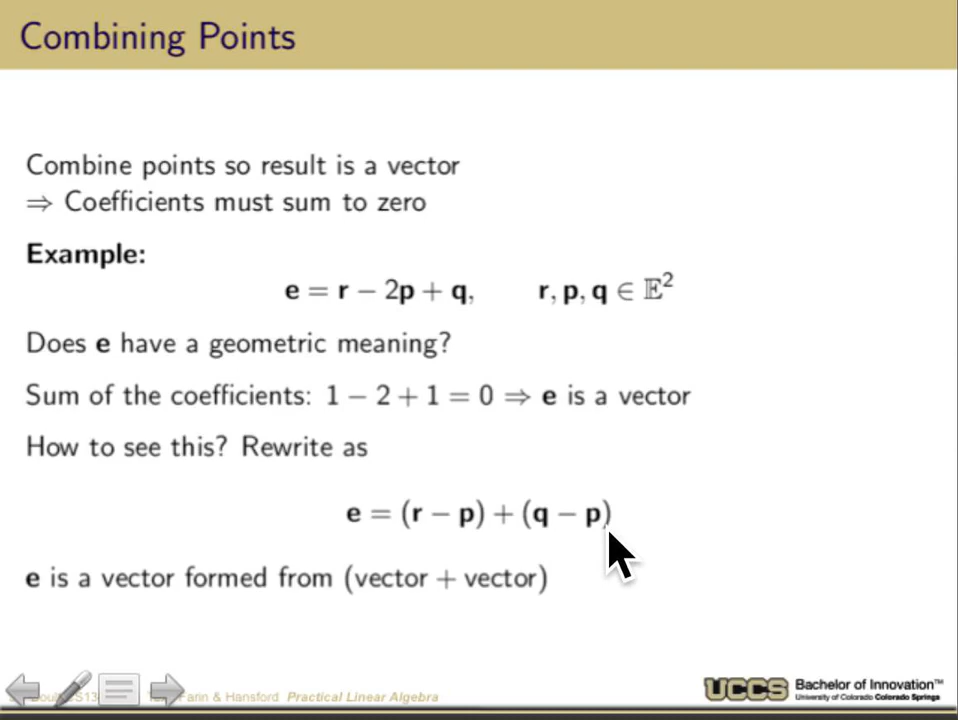 Combining Points
Combine points so result is a vector
⇒ Coefficients must sum to zero
Example:
e = r − 2p + q, r, p, q ∈ 𝔼²
Does e have a geometric meaning?
Sum of the coefficients: 1 − 2 + 1 = 0 ⇒ e is a vector
How to see this? Rewrite as
e = (r − p) + (q − p)
e is a vector formed from (vector + vector)
Farin & Hansford Practical Linear Algebra
UCCS Bachelor of Innovation™
University of Colorado Colorado Springs